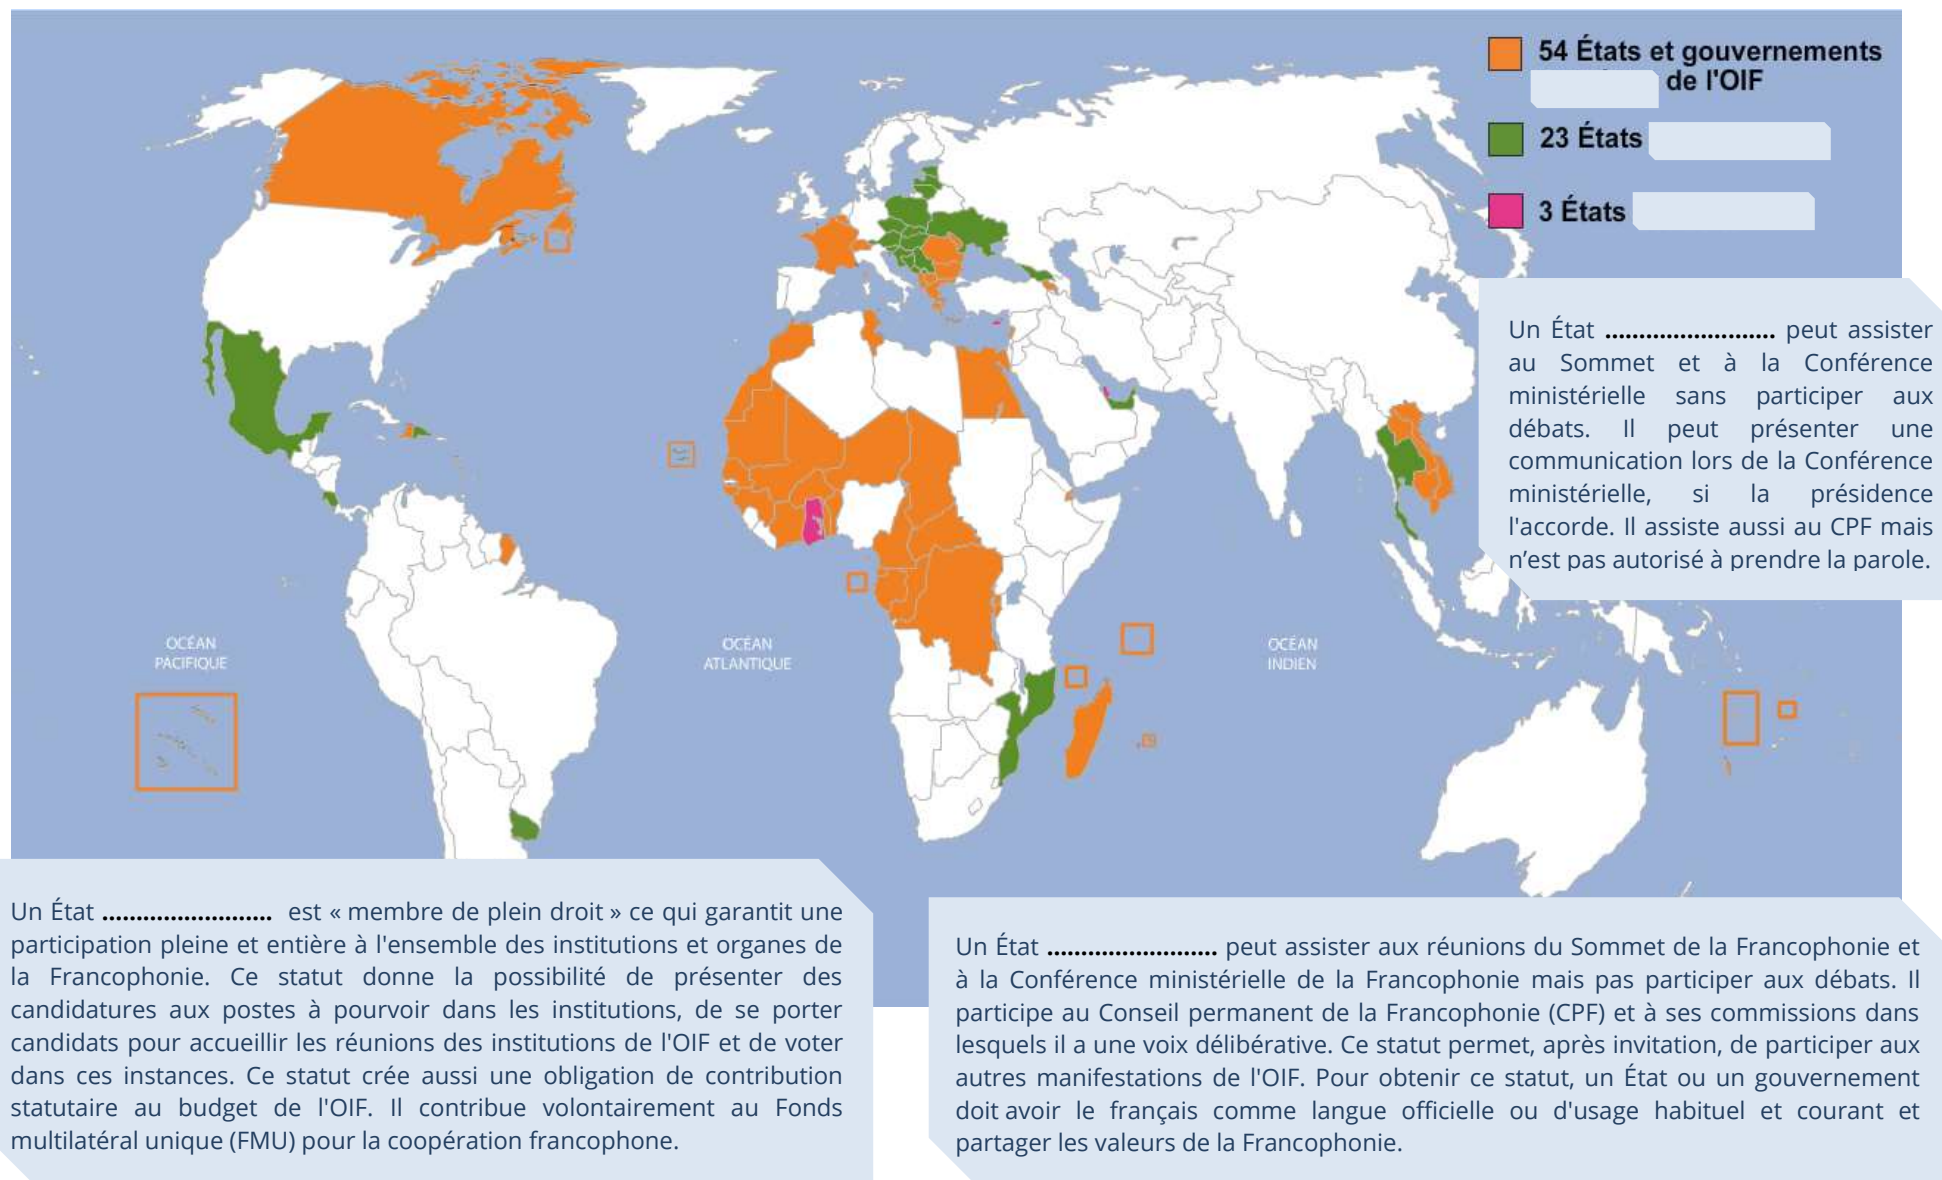 54 États et gouvernements
de l'OIF
23 États
3 États
Un État ......................... peut assister
au Sommet et à la Conférence
ministérielle sans participer aux
débats. Il peut présenter une
communication lors de la Conférence
ministérielle, si la présidence
l'accorde. Il assiste aussi au CPF mais
n’est pas autorisé à prendre la parole.
OCÉAN
PACIFIQUE
OCÉAN
ATLANTIQUE
OCÉAN
INDIEN
Un État ......................... est « membre de plein droit » ce qui garantit une
participation pleine et entière à l'ensemble des institutions et organes de
la Francophonie. Ce statut donne la possibilité de présenter des
candidatures aux postes à pourvoir dans les institutions, de se porter
candidats pour accueillir les réunions des institutions de l'OIF et de voter
dans ces instances. Ce statut crée aussi une obligation de contribution
statutaire au budget de l'OIF. Il contribue volontairement au Fonds
multilatéral unique (FMU) pour la coopération francophone.
Un État ......................... peut assister aux réunions du Sommet de la Francophonie et
à la Conférence ministérielle de la Francophonie mais pas participer aux débats. Il
participe au Conseil permanent de la Francophonie (CPF) et à ses commissions dans
lesquels il a une voix délibérative. Ce statut permet, après invitation, de participer aux
autres manifestations de l'OIF. Pour obtenir ce statut, un État ou un gouvernement
doit avoir le français comme langue officielle ou d'usage habituel et courant et
partager les valeurs de la Francophonie.